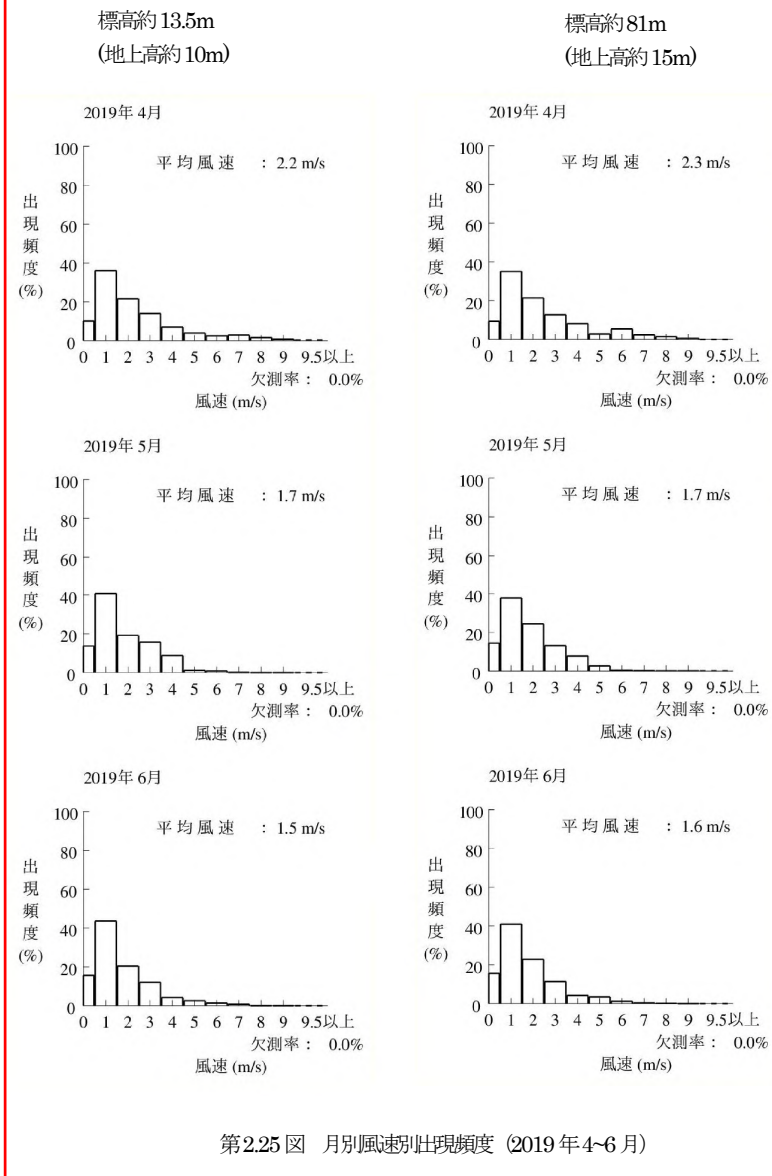 標高約13.5m
(地上高約10m)
標高約81m
(地上高約15m)
2019年 4月
平均風速 : 2.2 m/s
出現頻度(%)
100
80
60
40
20
0
0 1 2 3 4 5 6 7 8 9 9.5以上
欠測率： 0.0%
風速 (m/s)
2019年 4月
平均風速 : 2.3 m/s
出現頻度(%)
100
80
60
40
20
0
0 1 2 3 4 5 6 7 8 9 9.5以上
欠測率： 0.0%
風速 (m/s)
2019年 5月
平均風速 : 1.7 m/s
出現頻度(%)
100
80
60
40
20
0
0 1 2 3 4 5 6 7 8 9 9.5以上
欠測率： 0.0%
風速 (m/s)
2019年 5月
平均風速 : 1.7 m/s
出現頻度(%)
100
80
60
40
20
0
0 1 2 3 4 5 6 7 8 9 9.5以上
欠測率： 0.0%
風速 (m/s)
2019年 6月
平均風速 : 1.5 m/s
出現頻度(%)
100
80
60
40
20
0
0 1 2 3 4 5 6 7 8 9 9.5以上
欠測率： 0.0%
風速 (m/s)
2019年 6月
平均風速 : 1.6 m/s
出現頻度(%)
100
80
60
40
20
0
0 1 2 3 4 5 6 7 8 9 9.5以上
欠測率： 0.0%
風速 (m/s)
第2.25図 月別風速別出現頻度 (2019年4~6月)